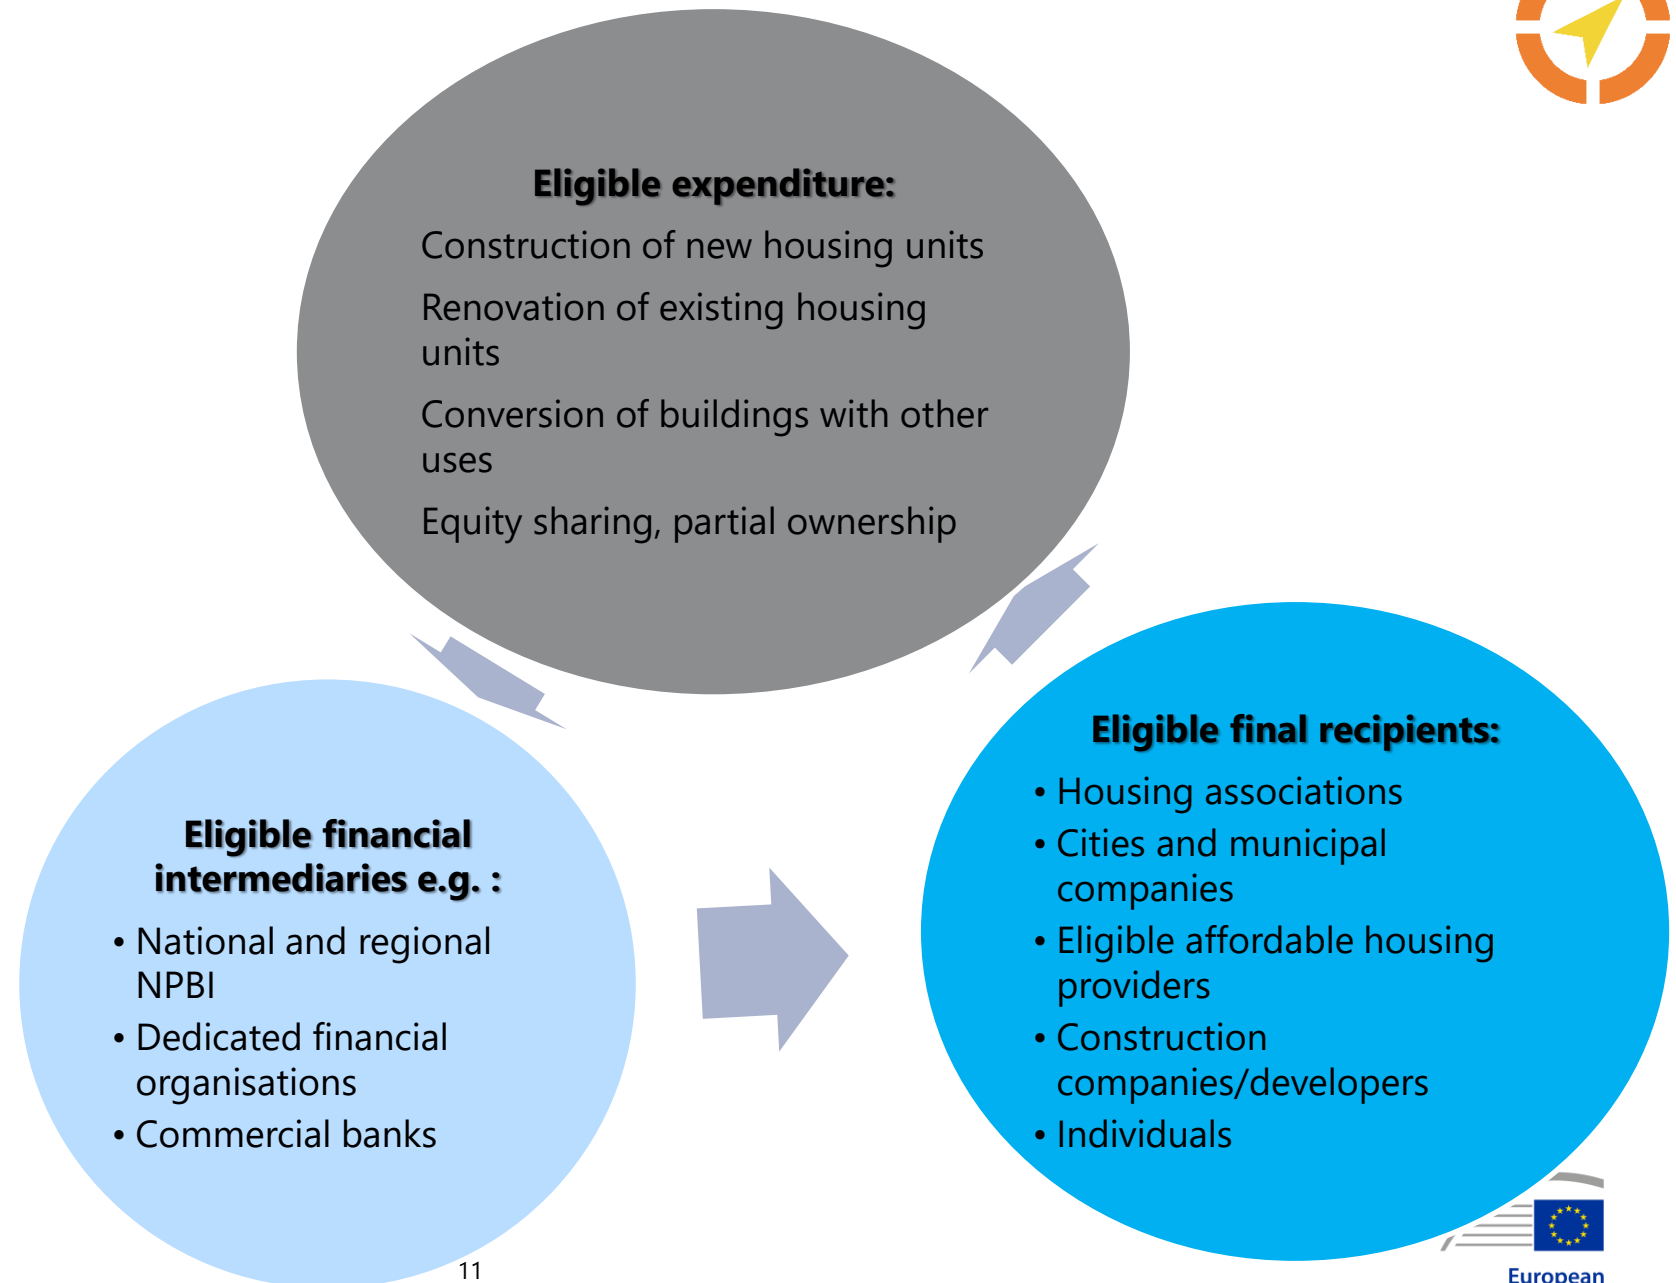 Eligible expenditure:
Construction of new housing units
Renovation of existing housing
units
Conversion of buildings with other
uses
Equity sharing, partial ownership
Eligible financial
intermediaries e.g. :
• National and regional
NPBI
• Dedicated financial
organisations
• Commercial banks
Eligible final recipients:
• Housing associations
• Cities and municipal
companies
• Eligible affordable housing
providers
• Construction
companies/developers
• Individuals
11
European